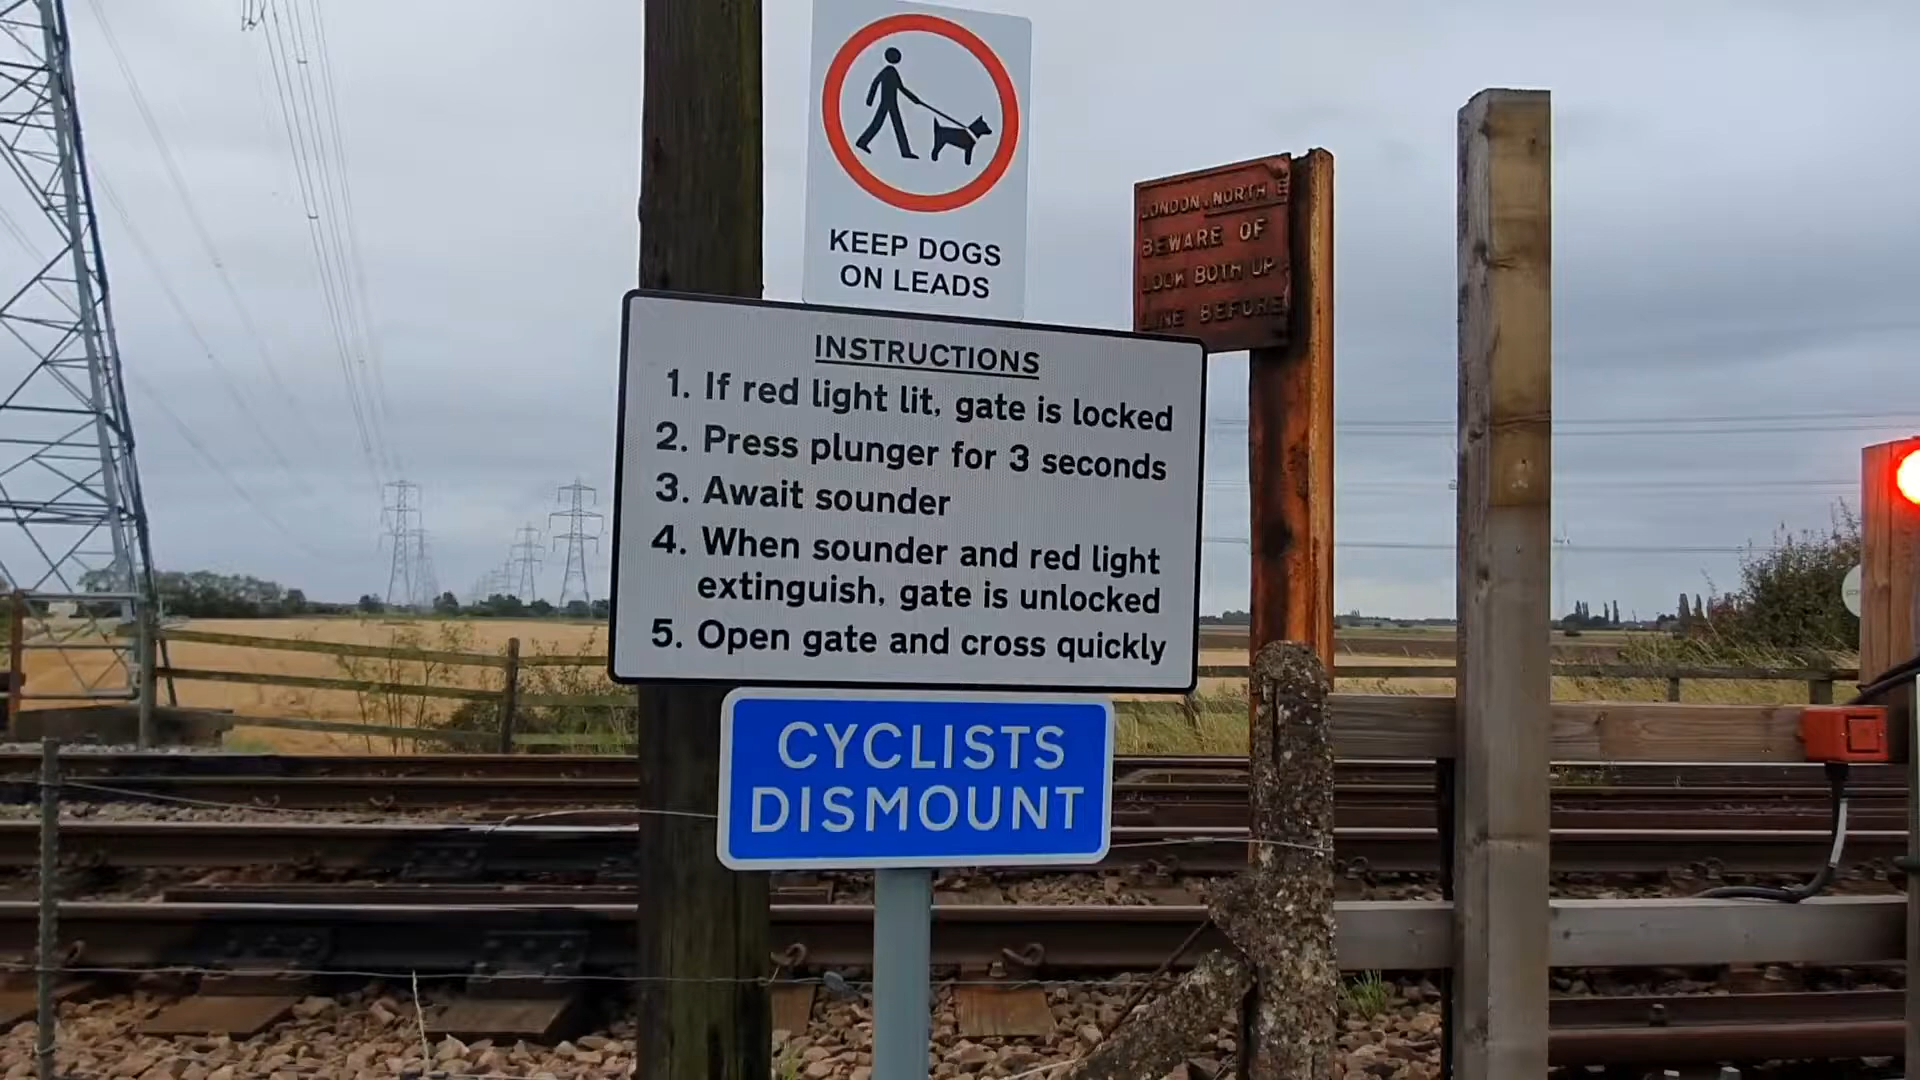 KEEP DOGS
ON LEADS
LONDON & NORTH E
BEWARE OF
LOOK BOTH UP
LINE BEFORE
INSTRUCTIONS
1. If red light lit, gate is locked
2. Press plunger for 3 seconds
3. Await sounder
4. When sounder and red light
extinguish, gate is unlocked
5. Open gate and cross quickly
CYCLISTS
DISMOUNT